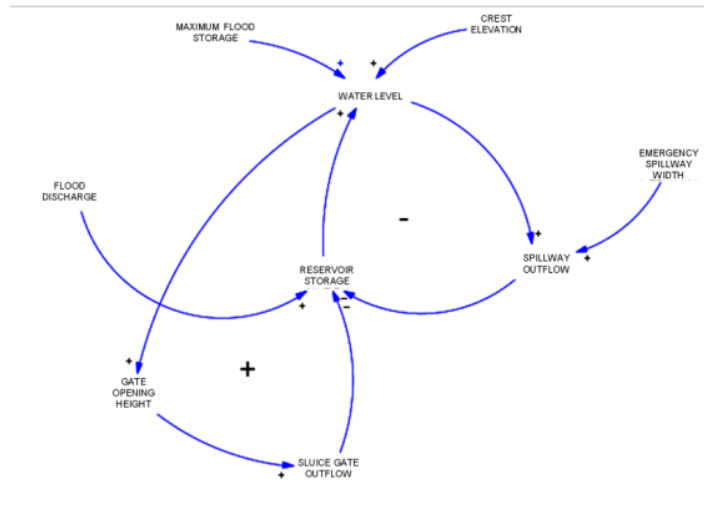 MAXIMUM FLOOD
STORAGE
CREST
ELEVATION
+
+
WATER LEVEL
+
EMERGENCY
SPILLWAY
WIDTH
FLOOD
DISCHARGE
-
+
SPILLWAY
OUTFLOW
+
RESERVOIR
STORAGE
+
-
-
+
+
GATE
OPENING
HEIGHT
SLUICE GATE
OUTFLOW
+